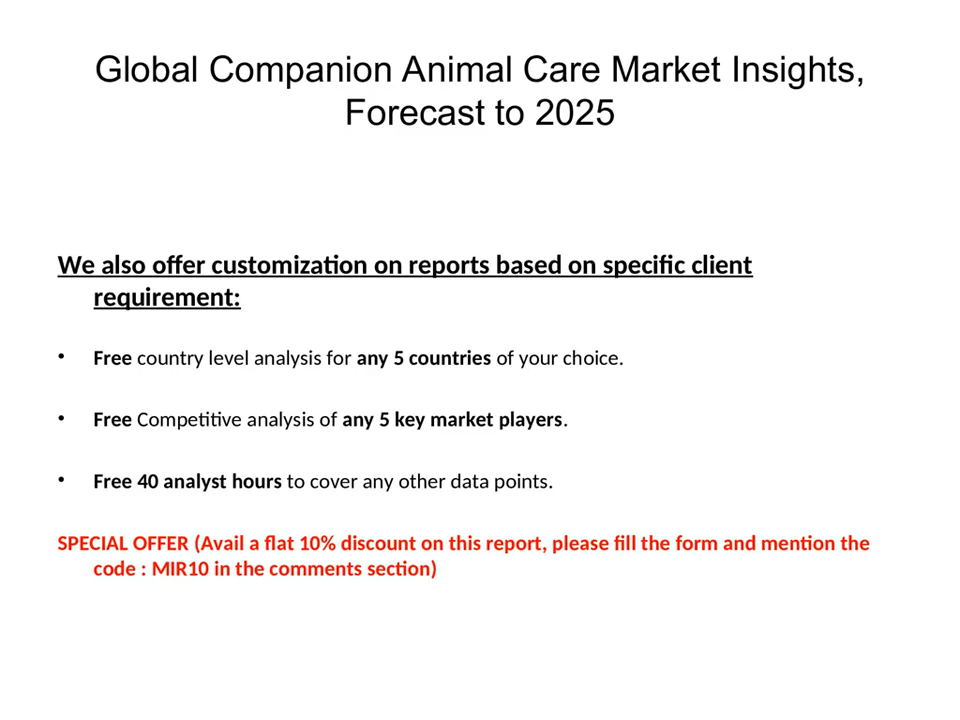 Global Companion Animal Care Market Insights,
Forecast to 2025
We also offer customization on reports based on specific client
requirement:
• Free country level analysis for any 5 countries of your choice.
• Free Competitive analysis of any 5 key market players.
• Free 40 analyst hours to cover any other data points.
SPECIAL OFFER (Avail a flat 10% discount on this report, please fill the form and mention the
code : MIR10 in the comments section)